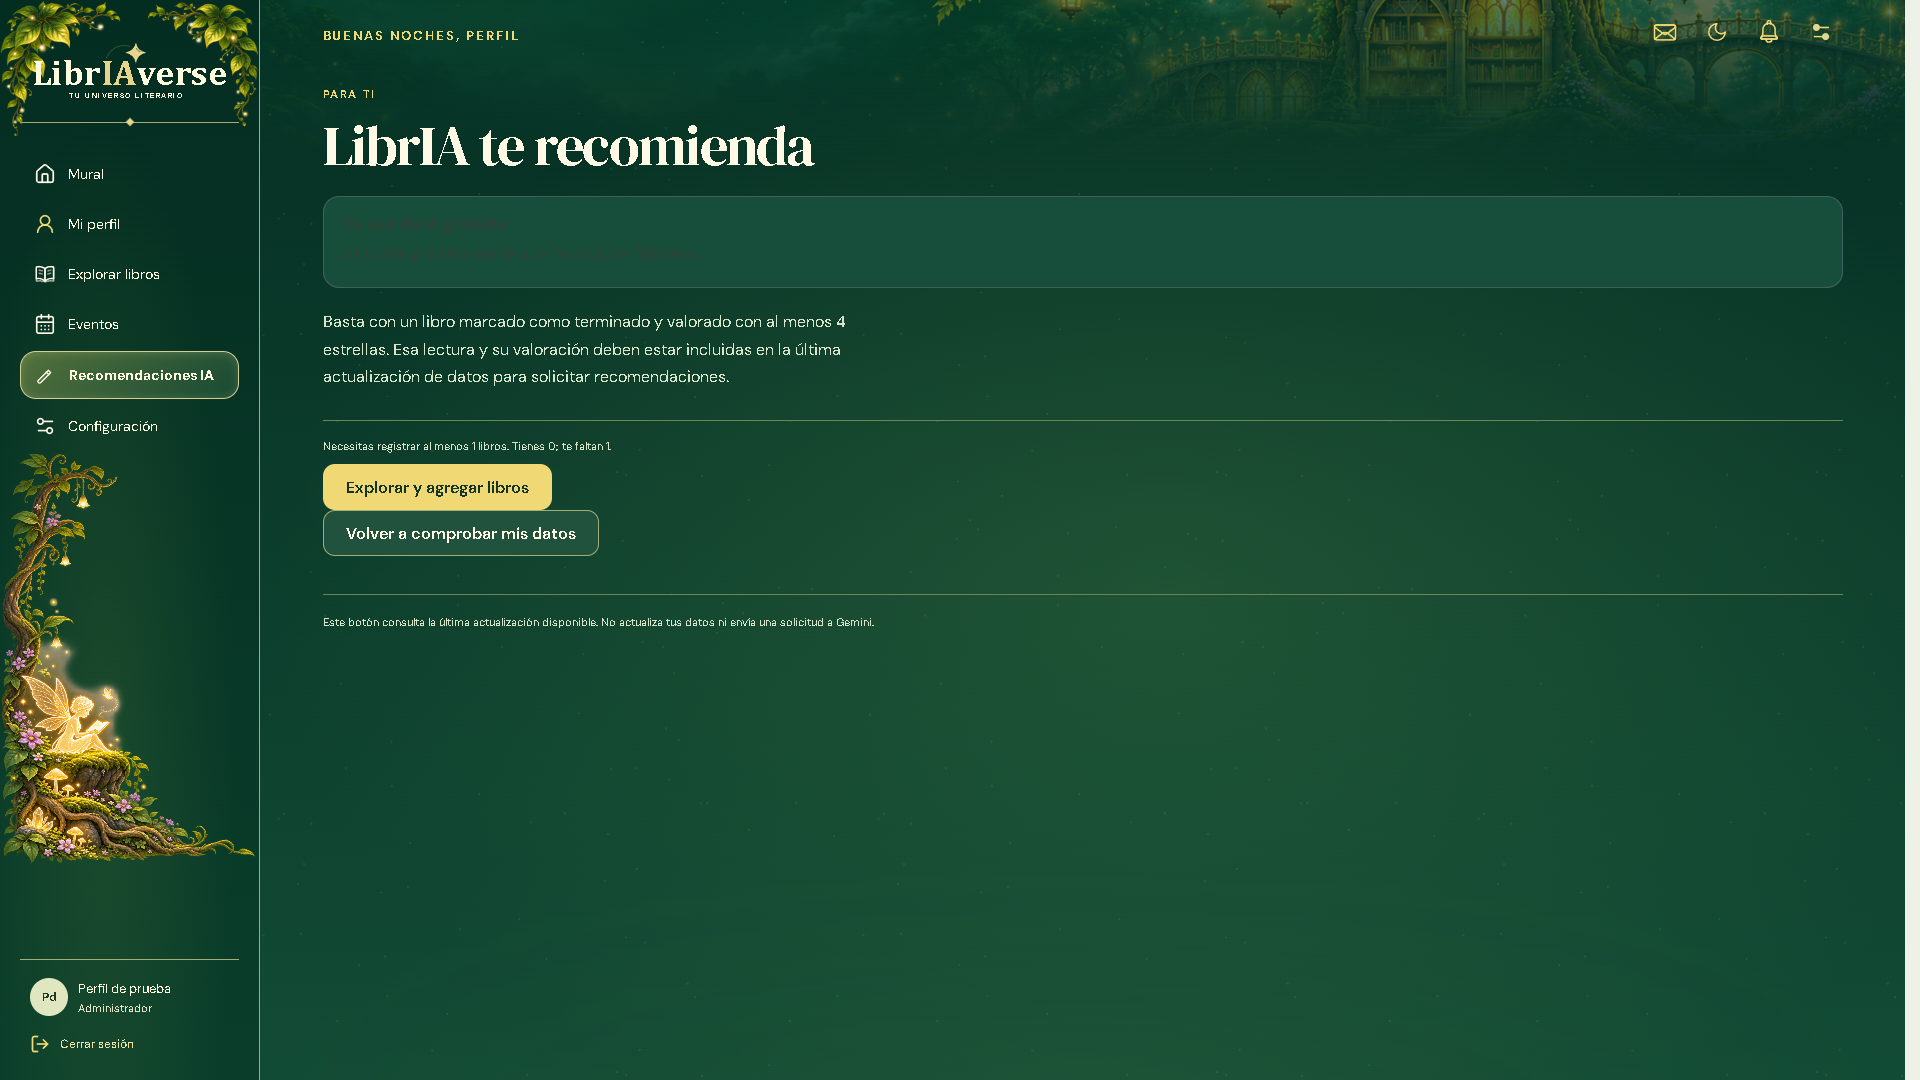 LibrIAverse
TU UNIVERSO LITERARIO
Mural
Mi perfil
Explorar libros
Eventos
Recomendaciones IA
Configuración
Perfil de prueba
Pd
Administrador
Cerrar sesión
BUENAS NOCHES, PERFIL
PARA TI
LibrIA te recomienda
Basta con un libro marcado como terminado y valorado con al menos 4
estrellas. Esa lectura y su valoración deben estar incluidas en la última
actualización de datos para solicitar recomendaciones.
Necesitas registrar al menos 1 libros. Tienes 0; te faltan 1.
Explorar y agregar libros
Volver a comprobar mis datos
Este botón consulta la última actualización disponible. No actualiza tus datos ni envía una solicitud a Gemini.